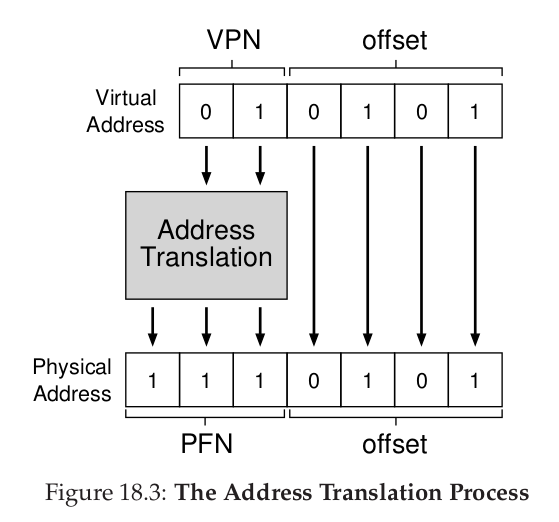 VPN offset
Virtual Address 0 1 0 1 0 1
Address
Translation
Physical Address 1 1 1 0 1 0 1
PFN offset
Figure 18.3: The Address Translation Process